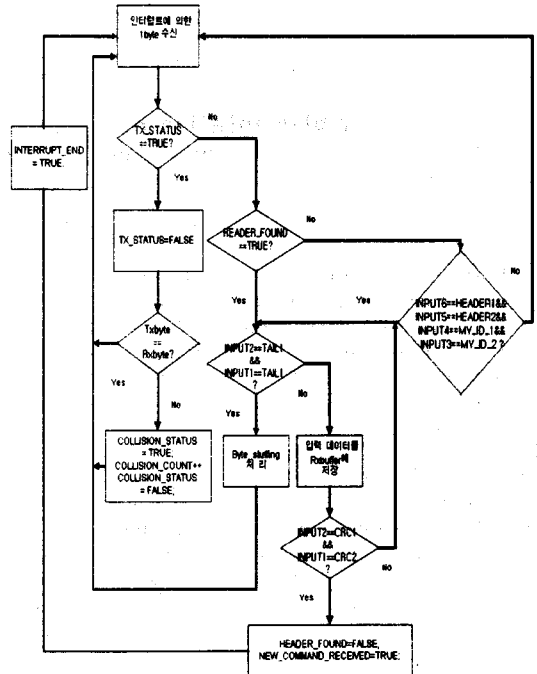 인터럽트에 의한
1byte 수신
TX_STATUS
==TRUE?
No
Yes
INTERRUPT_END
= TRUE;
TX_STATUS=FALSE
HEADER_FOUND
==TRUE?
No
Yes
Yes
No
INPUT6==HEADER1&&
INPUT5==HEADER2&&
INPUT4==MY_ID_1&&
INPUT3==MY_ID_2 ?
Txbyte
==
Rxbyte?
Yes
No
INPUT2==TAIL1
&&
INPUT1==TAIL1
?
Yes
No
COLLISION_STATUS
= TRUE;
COLLISION_COUNT++
COLLISION_STATUS
= FALSE;
Byte_stuffing
처 리
입력 데이터를
Rxbuffer에
저장
INPUT2==CRC1
&&
INPUT1==CRC2
?
No
Yes
HEADER_FOUND=FALSE,
NEW_COMMAND_RECEIVED=TRUE;